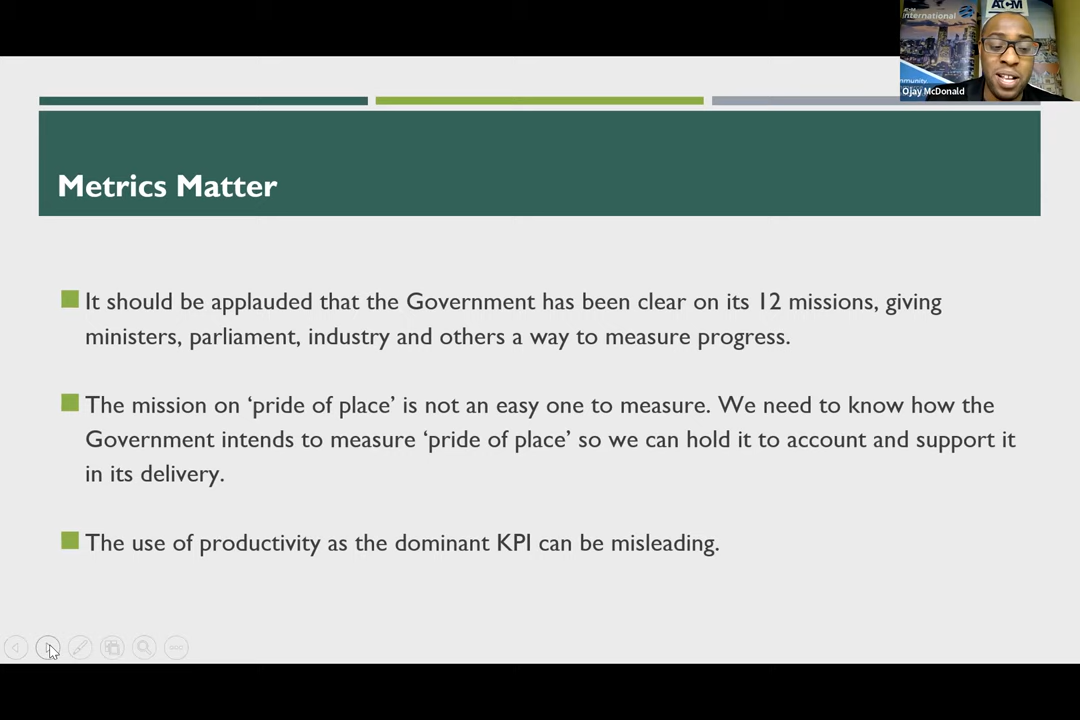 ATCM
international
mmunity
Ojay McDonald
Metrics Matter
It should be applauded that the Government has been clear on its 12 missions, giving
ministers, parliament, industry and others a way to measure progress.
The mission on ‘pride of place’ is not an easy one to measure. We need to know how the
Government intends to measure ‘pride of place’ so we can hold it to account and support it
in its delivery.
The use of productivity as the dominant KPI can be misleading.